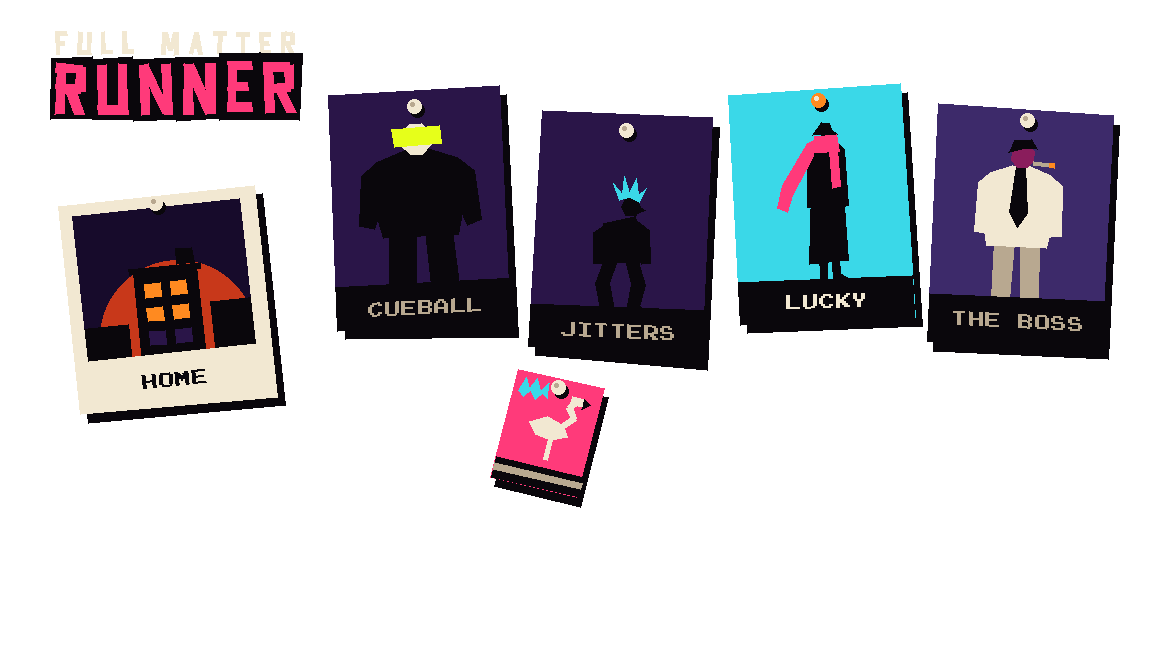 FULL MATTER
RUNNER
CUEBALL
JITTERS
LUCKY
THE BOSS
HOME